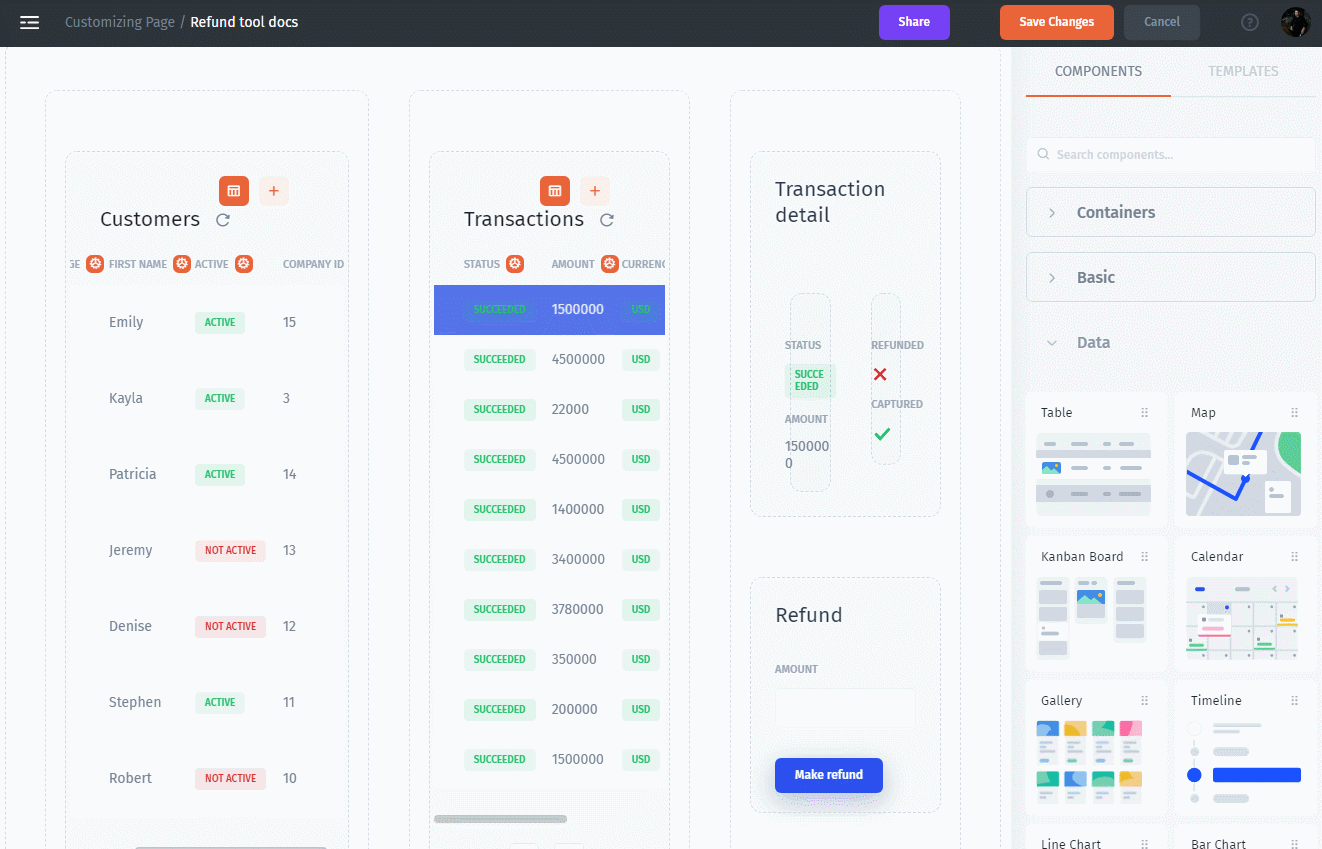 Customizing Page / Refund tool docs
Share
Save Changes
Cancel
?
Customers
GE FIRST NAME ACTIVE COMPANY ID
Emily ACTIVE 15
Kayla ACTIVE 3
Patricia ACTIVE 14
Jeremy NOT ACTIVE 13
Denise NOT ACTIVE 12
Stephen ACTIVE 11
Robert NOT ACTIVE 10
Transactions
STATUS AMOUNT CURRENC
SUCCEEDED 1500000 USD
SUCCEEDED 4500000 USD
SUCCEEDED 22000 USD
SUCCEEDED 4500000 USD
SUCCEEDED 1400000 USD
SUCCEEDED 3400000 USD
SUCCEEDED 3780000 USD
SUCCEEDED 350000 USD
SUCCEEDED 200000 USD
SUCCEEDED 1500000 USD
Transaction
detail
STATUS
SUCCE
EDED
AMOUNT
150000
0
REFUNDED
CAPTURED
Refund
AMOUNT
Make refund
COMPONENTS TEMPLATES
Search components...
Containers
Basic
Data
Table Map
Kanban Board Calendar
Gallery Timeline
Line Chart Bar Chart